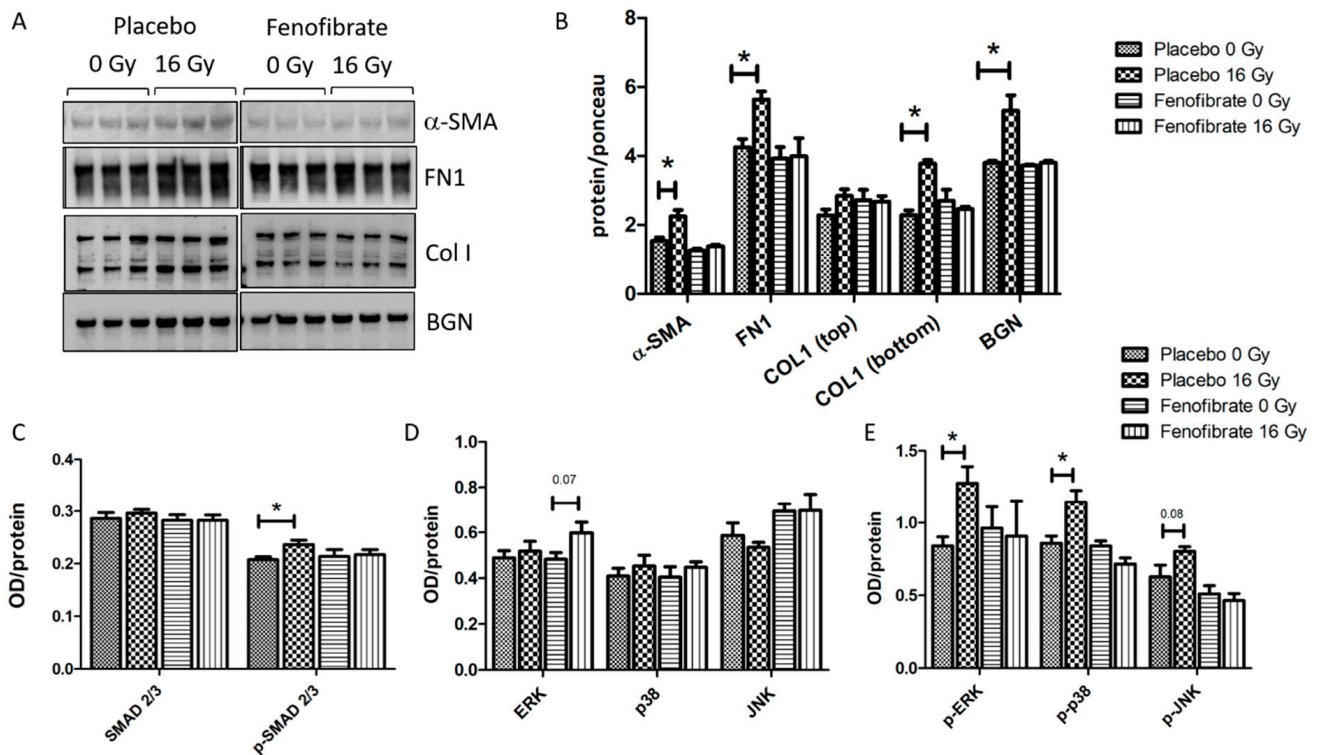 A
Placebo
Fenofibrate
0 Gy
16 Gy
0 Gy
16 Gy
α-SMA
FN1
Col I
BGN
B
protein/ponceau
8
6
4
2
0
*
*
*
*
α-SMA
FN1
COL1 (top)
COL1 (bottom)
BGN
Placebo 0 Gy
Placebo 16 Gy
Fenofibrate 0 Gy
Fenofibrate 16 Gy
Placebo 0 Gy
Placebo 16 Gy
Fenofibrate 0 Gy
Fenofibrate 16 Gy
C
OD/protein
0.4
0.3
0.2
0.1
0.0
*
SMAD 2/3
p-SMAD 2/3
D
OD/protein
1.0
0.8
0.6
0.4
0.2
0.0
0.07
ERK
p38
JNK
E
OD/protein
1.5
1.0
0.5
0.0
*
*
0.08
p-ERK
p-p38
p-JNK